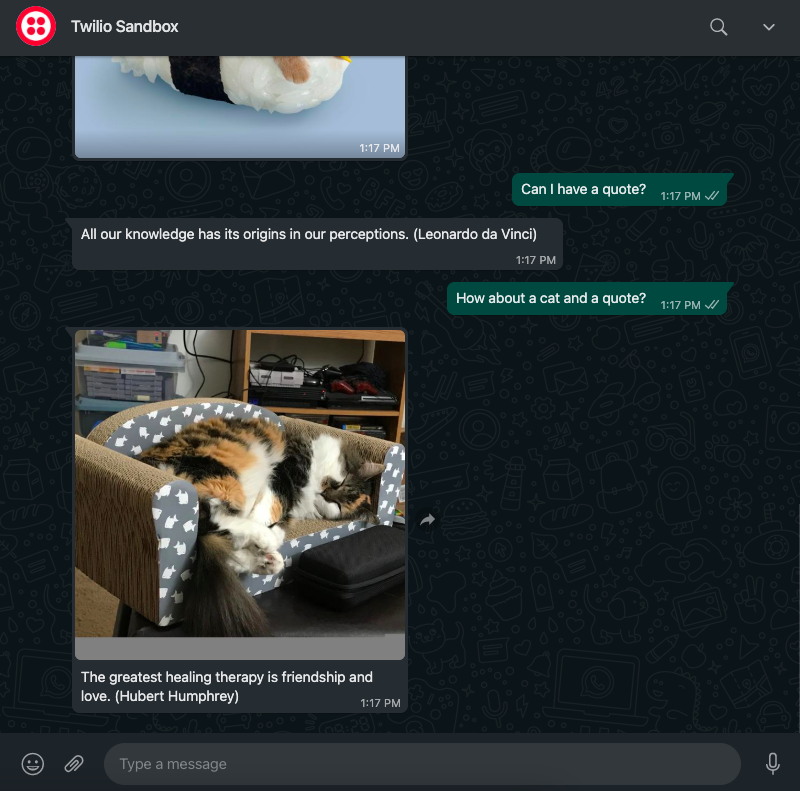 Twilio Sandbox
1:17 PM
Can I have a quote?
1:17 PM
All our knowledge has its origins in our perceptions. (Leonardo da Vinci)
1:17 PM
How about a cat and a quote?
1:17 PM
The greatest healing therapy is friendship and
love. (Hubert Humphrey)
1:17 PM
Type a message